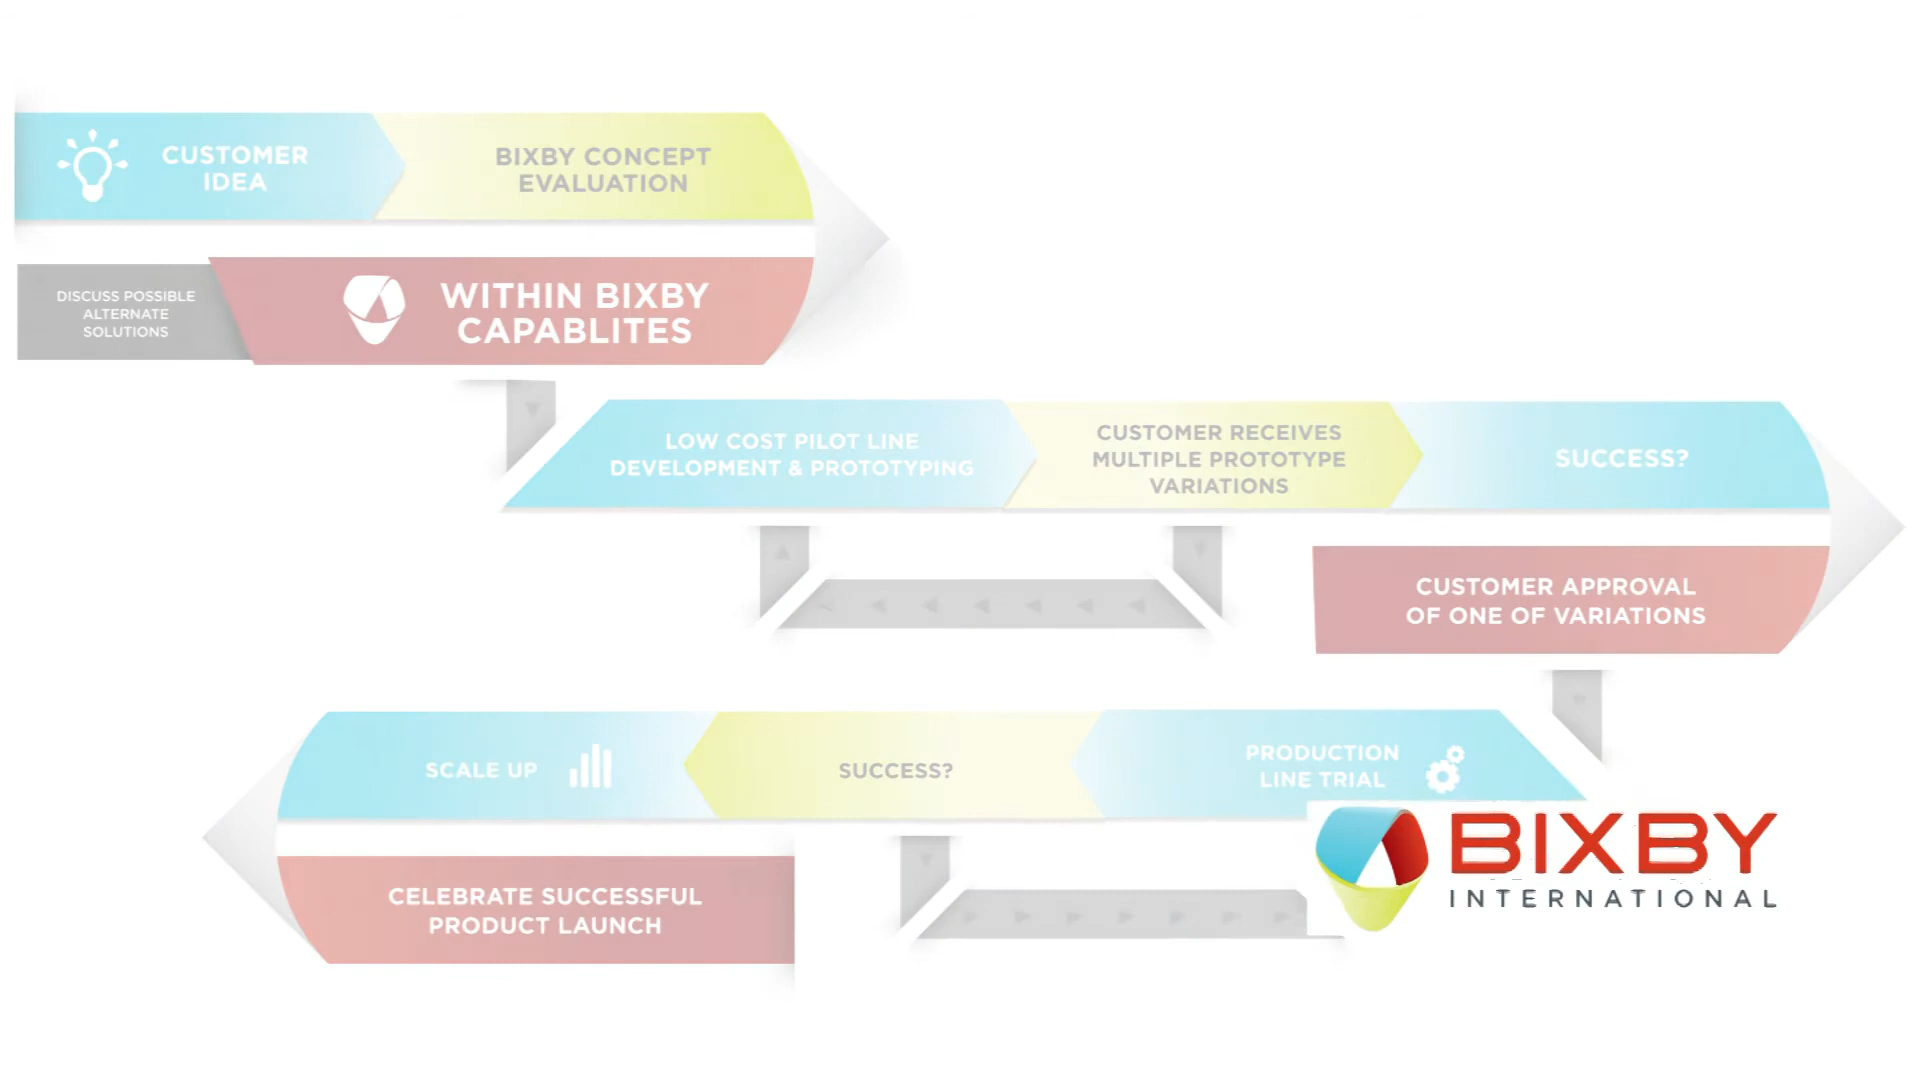 CUSTOMER
IDEA
BIXBY CONCEPT
EVALUATION
DISCUSS POSSIBLE
ALTERNATE
SOLUTIONS
WITHIN BIXBY
CAPABLITES
LOW COST PILOT LINE
DEVELOPMENT & PROTOTYPING
CUSTOMER RECEIVES
MULTIPLE PROTOTYPE
VARIATIONS
SUCCESS?
CUSTOMER APPROVAL
OF ONE OF VARIATIONS
SCALE UP
SUCCESS?
PRODUCTION
LINE TRIAL
CELEBRATE SUCCESSFUL
PRODUCT LAUNCH
BIXBY
INTERNATIONAL